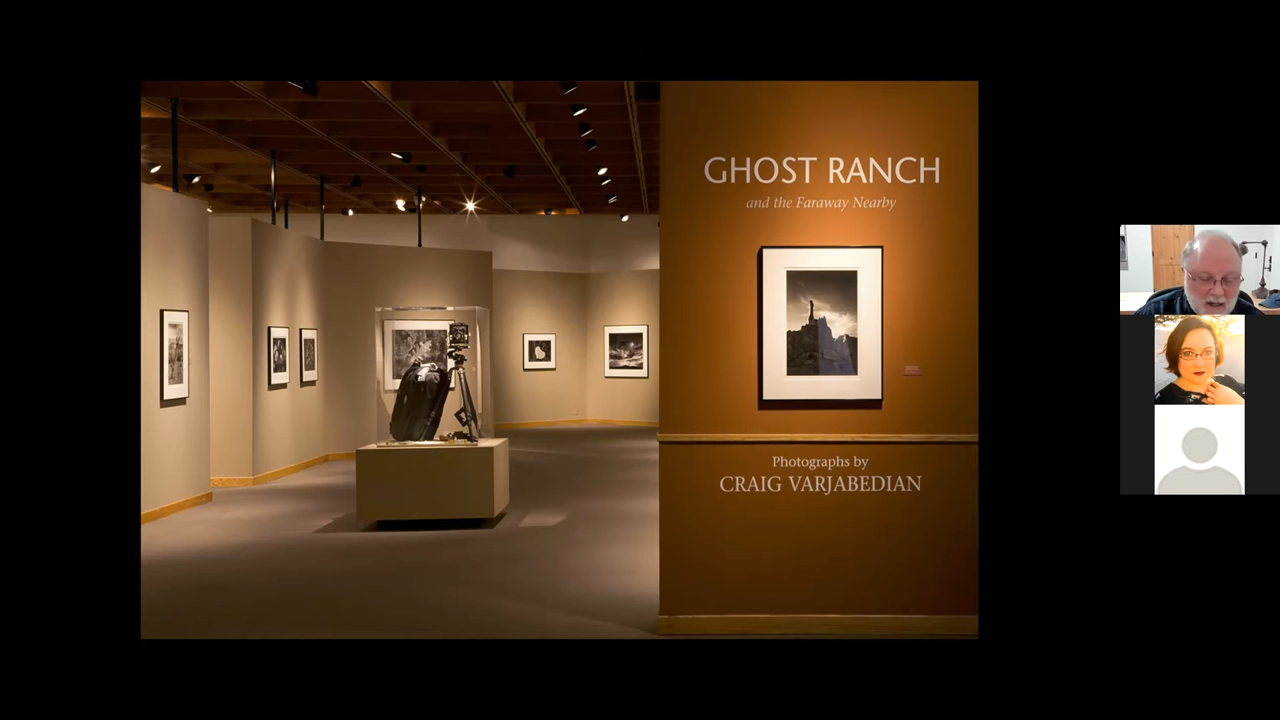 GHOST RANCH
and the Faraway Nearby
Photographs by
CRAIG VARJABEDIAN